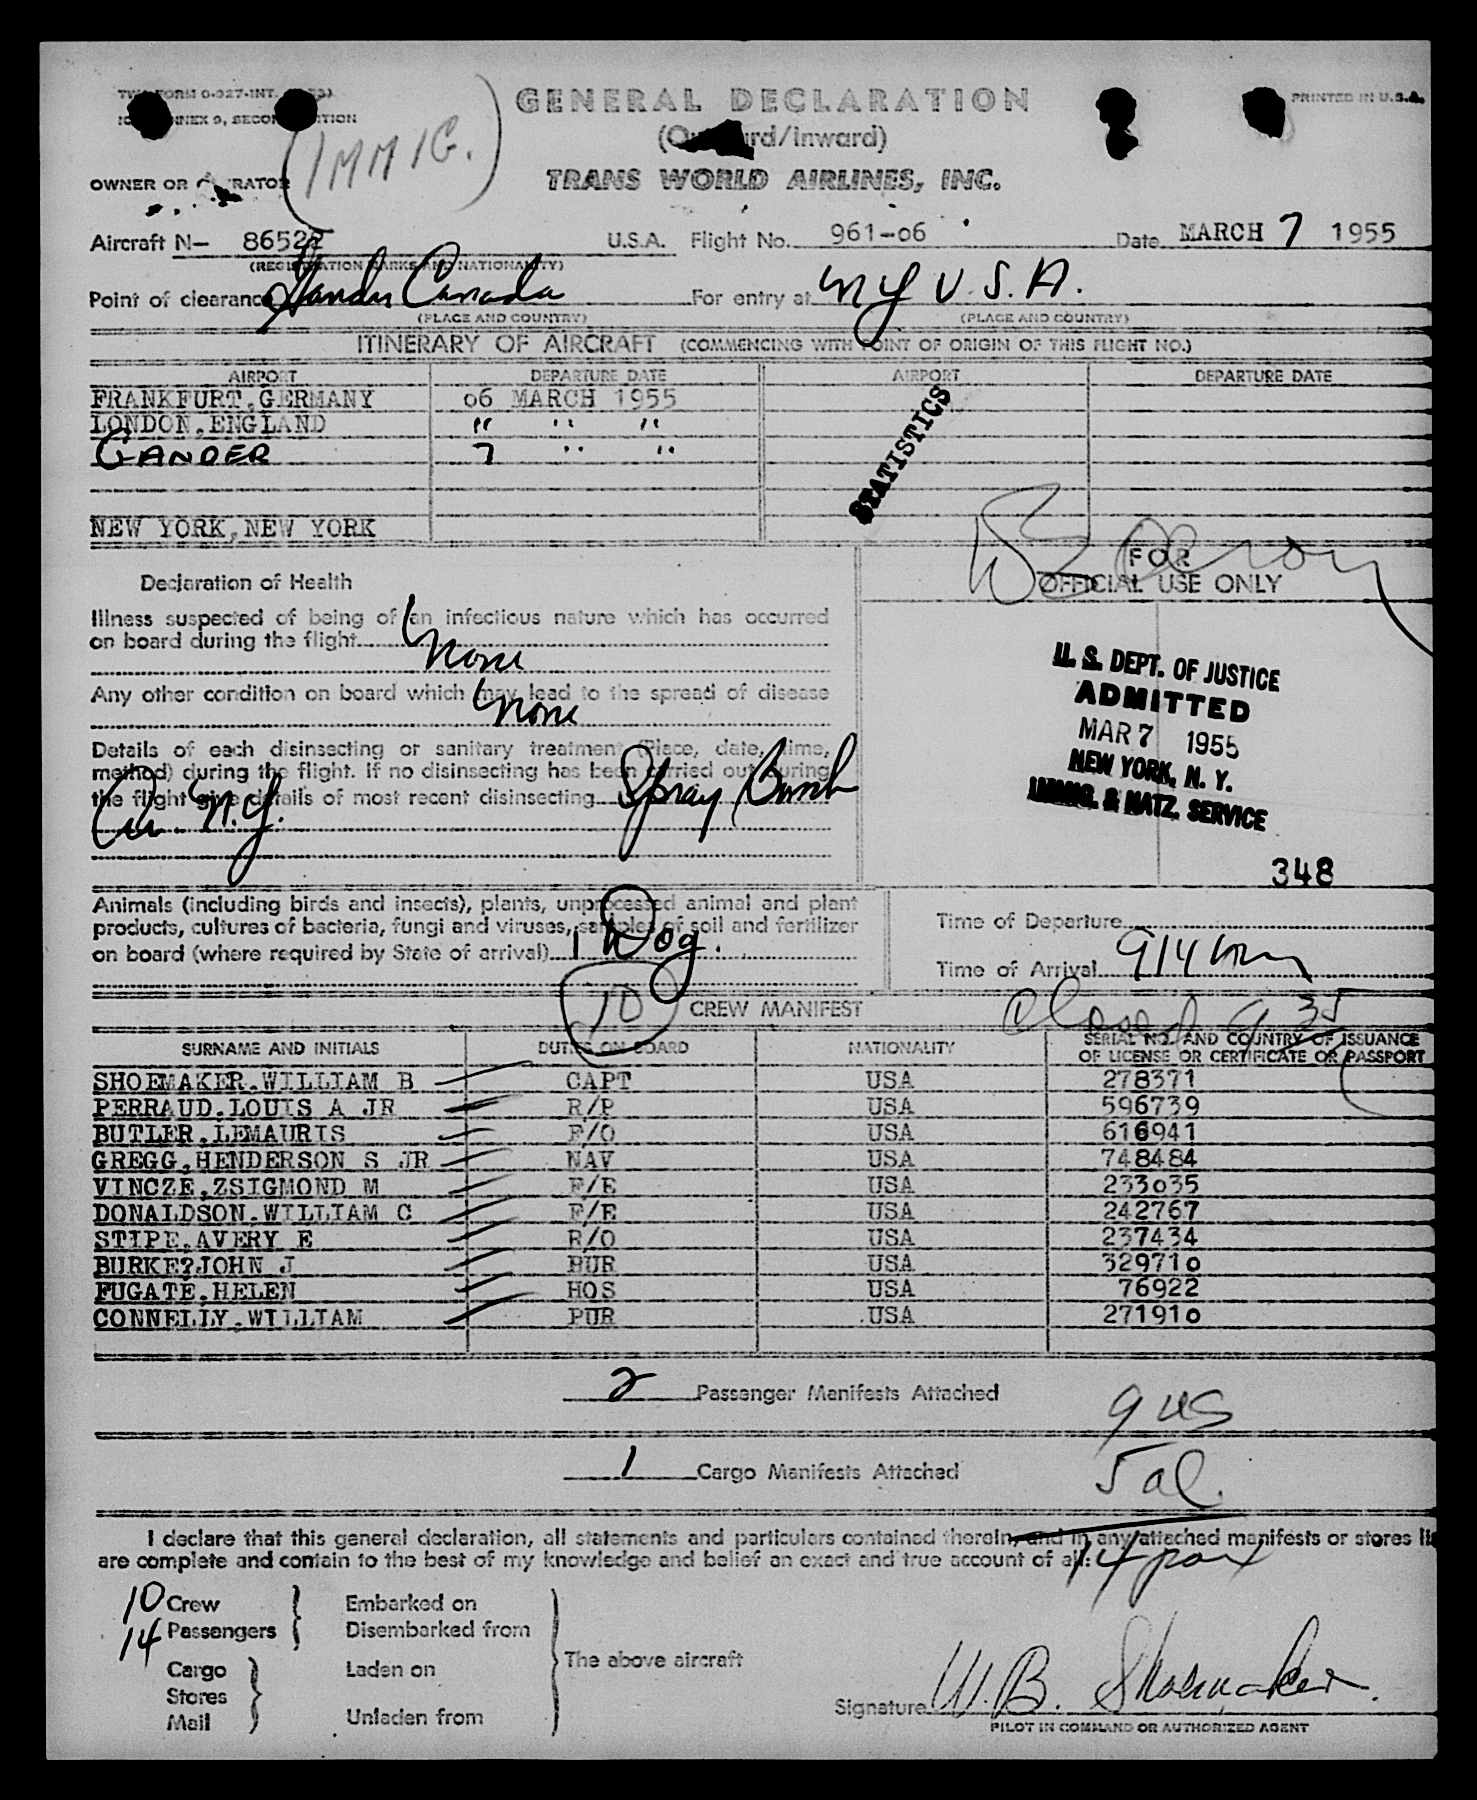 GENERAL DECLARATION
PRINTED IN U.S.A.
(IMMIG.)
TRANS WORLD AIRLINES, INC.
Aircraft N- 86522 U.S.A. Flight No. 961-06 Date MARCH 7 1955
(REGISTRATION MARKS AND NATIONALITY)
Point of clearance Gander Canada For entry at NY U.S.A.
(PLACE AND COUNTRY) (PLACE AND COUNTRY)
ITINERARY OF AIRCRAFT (COMMENCING WITH POINT OF ORIGIN OF THIS FLIGHT NO.)
AIRPORT DEPARTURE DATE AIRPORT DEPARTURE DATE
FRANKFURT,GERMANY 06 MARCH 1955
LONDON,ENGLAND " " "
GANDER 7 " "
STATISTICS
NEW YORK,NEW YORK
FOR
OFFICIAL USE ONLY
Declaration of Health
Illness suspected of being of an infectious nature which has occurred
on board during the flight
None
Any other condition on board which may lead to the spread of disease
None
Details of each disinsecting or sanitary treatment (Place, date, time,
method) during the flight. If no disinsecting has been carried out during
the flight give details of most recent disinsecting Spray Bomb
Arr N.Y.
U. S. DEPT. OF JUSTICE
ADMITTED
MAR 7 1955
NEW YORK, N. Y.
IMMIG. & NATZ. SERVICE
348
Animals (including birds and insects), plants, unprocessed animal and plant
products, cultures of bacteria, fungi and viruses, samples of soil and fertilizer
on board (where required by State of arrival) 1 Dog.
Time of Departure
Time of Arrival 914
Closed 9 35
10 CREW MANIFEST
SURNAME AND INITIALS DUTIES ON BOARD NATIONALITY SERIAL NO. AND COUNTRY OF ISSUANCE
OF LICENSE OR CERTIFICATE OR PASSPORT
SHOEMAKER.WILLIAM B CAPT USA 278371
PERRAUD.LOUIS A JR R/P USA 596739
BUTLER,LEMAURIS F/O USA 616941
GREGG,HENDERSON S JR NAV USA 748484
VINCZE,ZSIGMOND M F/E USA 233035
DONALDSON,WILLIAM C F/E USA 242767
STIPE,AVERY E R/O USA 237434
BURKE?JOHN J BUR USA 329710
FUGATE,HELEN HOS USA 76922
CONNELLY,WILLIAM PUR USA 271910
2 Passenger Manifests Attached
9 US
1 Cargo Manifests Attached
5 al.
I declare that this general declaration, all statements and particulars contained therein, and in any attached manifests or stores
are complete and contain to the best of my knowledge and belief an exact and true account of all:
14 pax
10 Crew Embarked on
14 Passengers Disembarked from
The above aircraft
Cargo Laden on
Stores
Mail Unladen from
Signature W.B. Shoemaker.
PILOT IN COMMAND OR AUTHORIZED AGENT